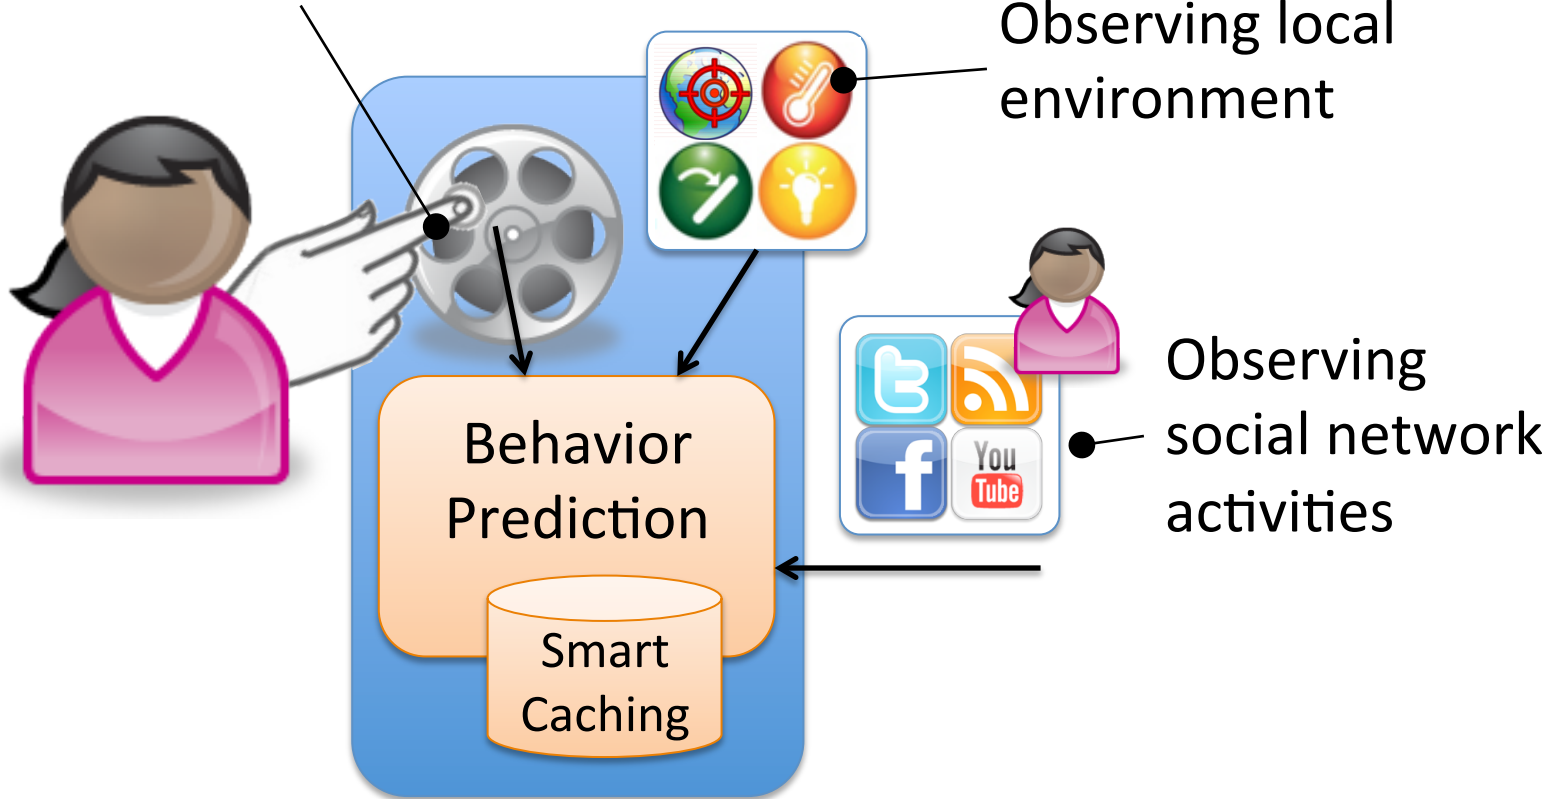 Observing local
environment
Observing
social network
activities
Behavior
Prediction
Smart
Caching
t
f
You
Tube